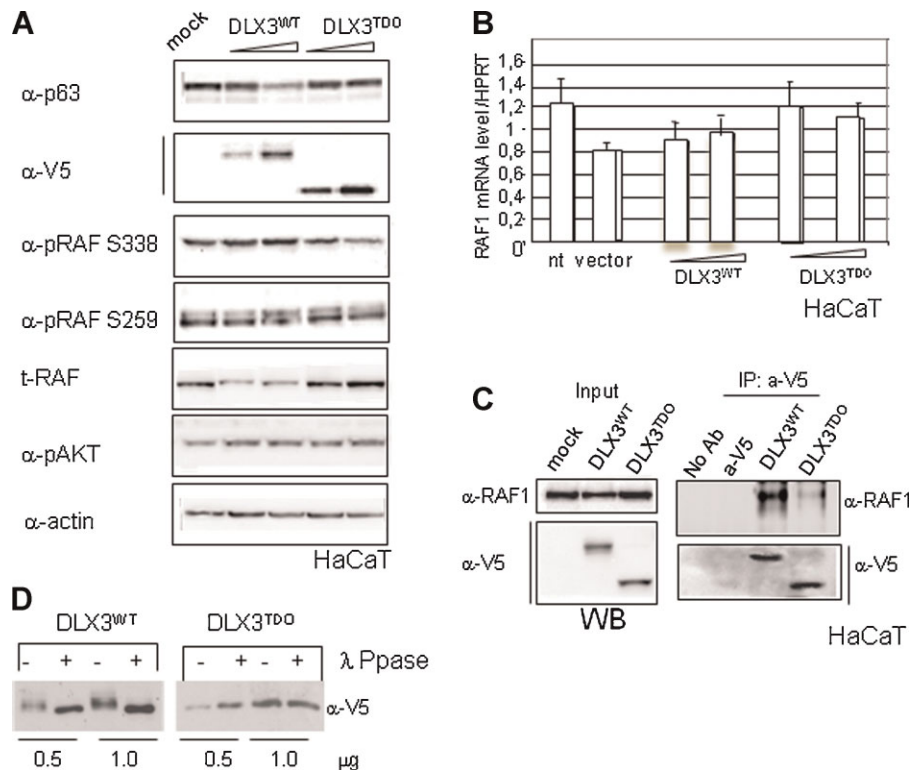 A
mock DLX3WT DLX3TDO
α-p63
α-V5
α-pRAF S338
α-pRAF S259
t-RAF
α-pAKT
α-actin
HaCaT
B
RAF1 mRNA level/HPRT
1,6
1,4
1,2
1
0,8
0,6
0,4
0,2
0
nt vector
DLX3WT DLX3TDO
HaCaT
C
Input
mock DLX3WT DLX3TDO
α-RAF1
α-V5
WB
IP: a-V5
No Ab a-V5 DLX3WT DLX3TDO
α-RAF1
α-V5
HaCaT
D
DLX3WT DLX3TDO
- + - + - + - + λ Ppase
α-V5
0.5 1.0 0.5 1.0 μg